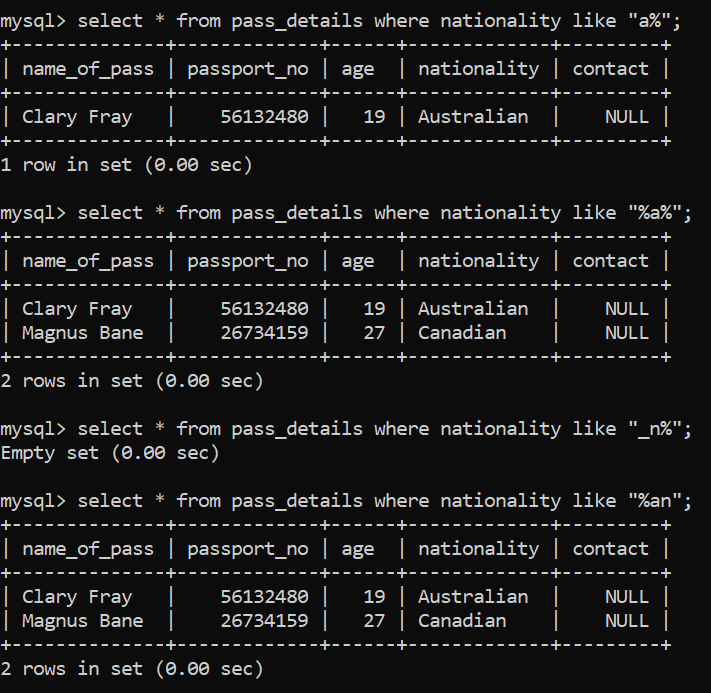 mysql> select * from pass_details where nationality like "a%";
+--------------+-------------+------+-------------+---------+
| name_of_pass | passport_no | age  | nationality | contact |
+--------------+-------------+------+-------------+---------+
| Clary Fray   |    56132480 |   19 | Australian  |    NULL |
+--------------+-------------+------+-------------+---------+
1 row in set (0.00 sec)

mysql> select * from pass_details where nationality like "%a%";
+--------------+-------------+------+-------------+---------+
| name_of_pass | passport_no | age  | nationality | contact |
+--------------+-------------+------+-------------+---------+
| Clary Fray   |    56132480 |   19 | Australian  |    NULL |
| Magnus Bane  |    26734159 |   27 | Canadian    |    NULL |
+--------------+-------------+------+-------------+---------+
2 rows in set (0.00 sec)

mysql> select * from pass_details where nationality like "_n%";
Empty set (0.00 sec)

mysql> select * from pass_details where nationality like "%an";
+--------------+-------------+------+-------------+---------+
| name_of_pass | passport_no | age  | nationality | contact |
+--------------+-------------+------+-------------+---------+
| Clary Fray   |    56132480 |   19 | Australian  |    NULL |
| Magnus Bane  |    26734159 |   27 | Canadian    |    NULL |
+--------------+-------------+------+-------------+---------+
2 rows in set (0.00 sec)